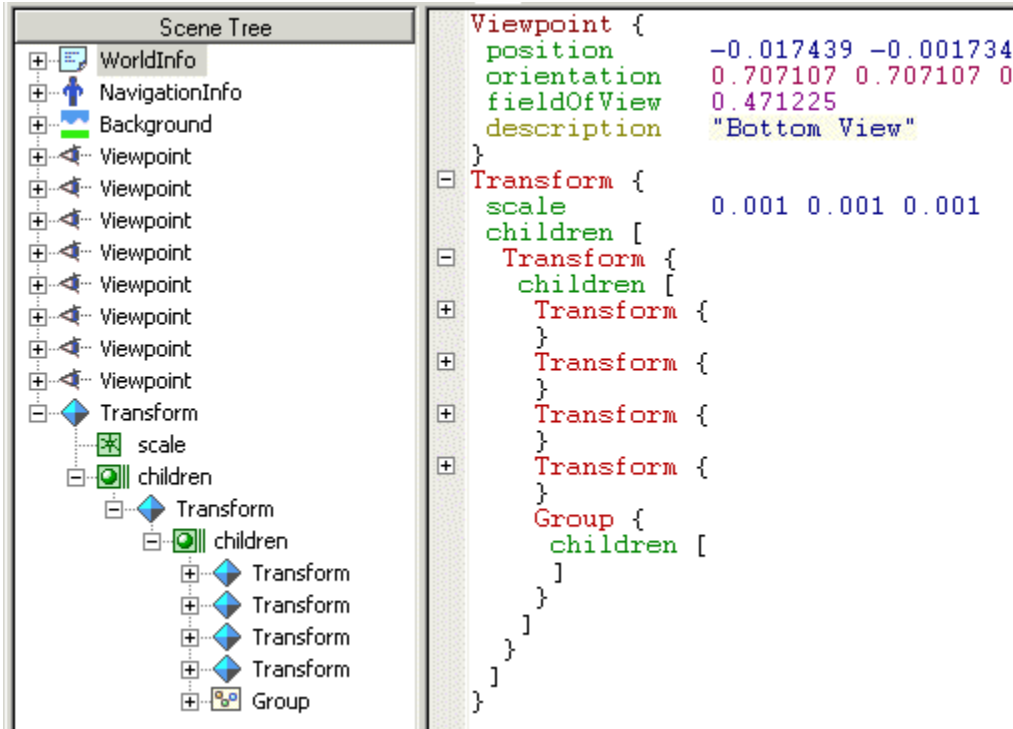 Scene Tree
WorldInfo
NavigationInfo
Background
Viewpoint
Viewpoint
Viewpoint
Viewpoint
Viewpoint
Viewpoint
Viewpoint
Viewpoint
Transform
scale
children
Transform
children
Transform
Transform
Transform
Transform
Group
Viewpoint {
position -0.017439 -0.001734
orientation 0.707107 0.707107 0
fieldOfView 0.471225
description "Bottom View"
}
Transform {
scale 0.001 0.001 0.001
children [
Transform {
children [
Transform {
}
Transform {
}
Transform {
}
Transform {
}
Group {
children [
]
}
]
}
]
}